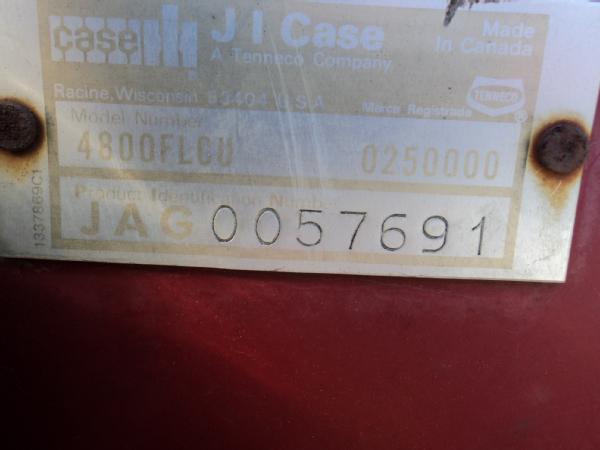 case IH J I Case
A Tenneco Company
Made
In Canada
Racine, Wisconsin 53404 U.S.A.
Marca Registrada
TENNECO ®
Model Number
4800FLCU 0250000
Product Identification Number
JAG0057691
1337869C1